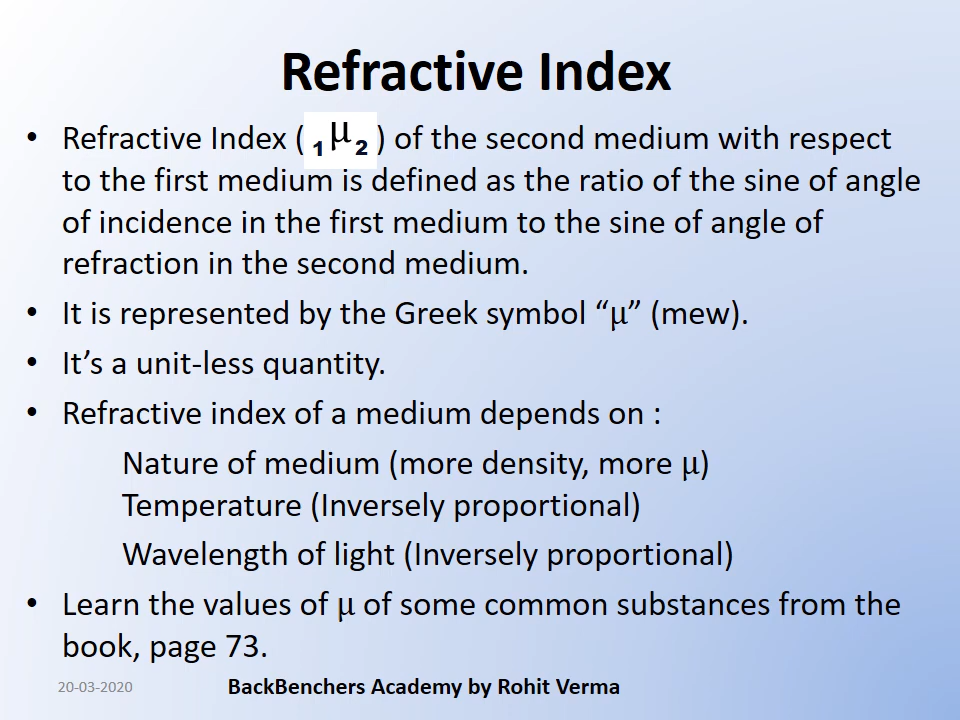 Refractive Index
• Refractive Index (₁μ₂) of the second medium with respect
to the first medium is defined as the ratio of the sine of angle
of incidence in the first medium to the sine of angle of
refraction in the second medium.
• It is represented by the Greek symbol “μ” (mew).
• It’s a unit-less quantity.
• Refractive index of a medium depends on :
Nature of medium (more density, more μ)
Temperature (Inversely proportional)
Wavelength of light (Inversely proportional)
• Learn the values of μ of some common substances from the
book, page 73.
20-03-2020 BackBenchers Academy by Rohit Verma